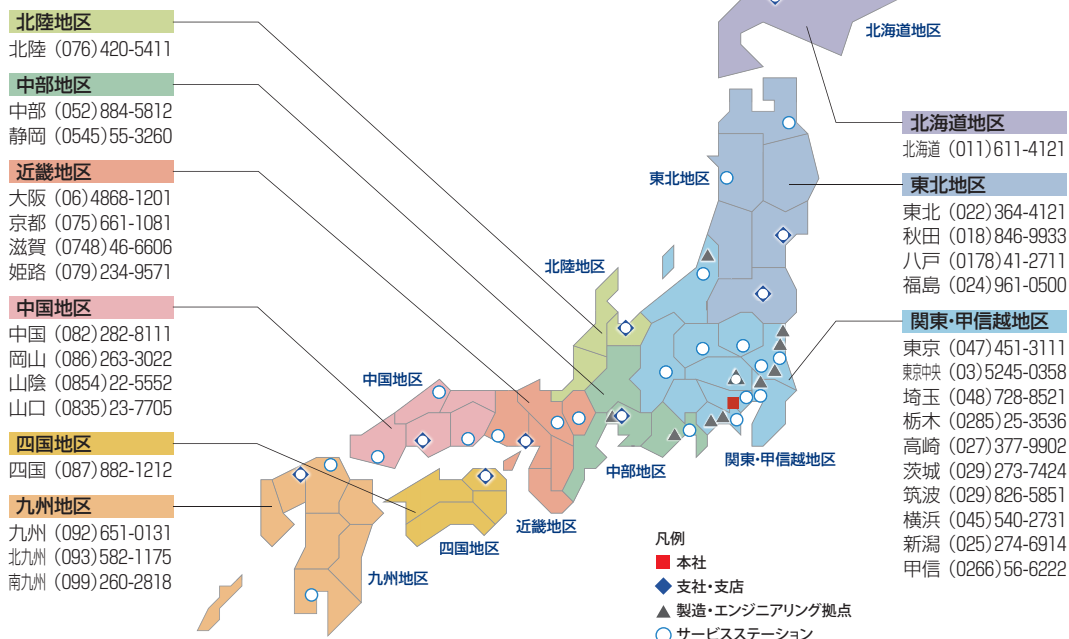 北陸地区
北陸 (076)420-5411
中部地区
中部 (052)884-5812
静岡 (0545)55-3260
近畿地区
大阪 (06)4868-1201
京都 (075)661-1081
滋賀 (0748)46-6606
姫路 (079)234-9571
中国地区
中国 (082)282-8111
岡山 (086)263-3022
山陰 (0854)22-5552
山口 (0835)23-7705
四国地区
四国 (087)882-1212
九州地区
九州 (092)651-0131
北九州 (093)582-1175
南九州 (099)260-2818
北海道地区
東北地区
北陸地区
中国地区
関東・甲信越地区
中部地区
近畿地区
四国地区
九州地区
凡例
本社
支社・支店
製造・エンジニアリング拠点
サービスステーション
北海道地区
北海道 (011)611-4121
東北地区
東北 (022)364-4121
秋田 (018)846-9933
八戸 (0178)41-2711
福島 (024)961-0500
関東・甲信越地区
東京 (047)451-3111
東京中央 (03)5245-0358
埼玉 (048)728-8521
栃木 (0285)25-3536
高崎 (027)377-9902
茨城 (029)273-7424
筑波 (029)826-5851
横浜 (045)540-2731
新潟 (025)274-6914
甲信 (0266)56-6222